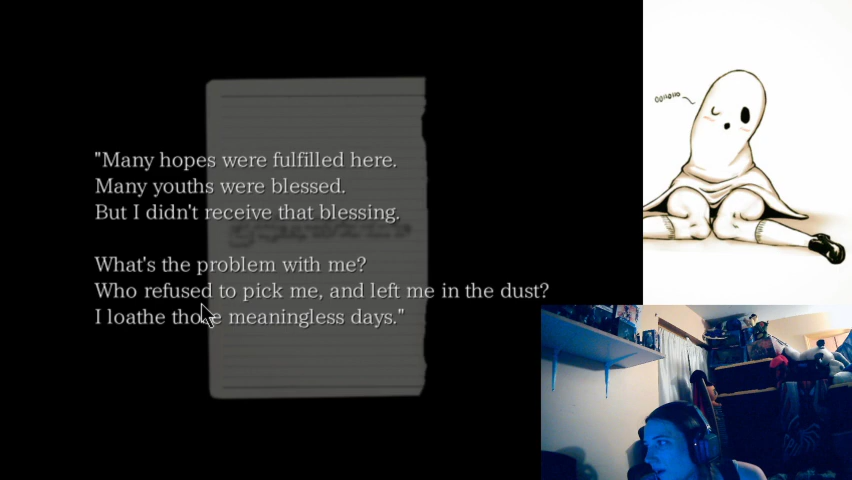 "Many hopes were fulfilled here.
Many youths were blessed.
But I didn't receive that blessing.
What's the problem with me?
Who refused to pick me, and left me in the dust?
I loathe those meaningless days."